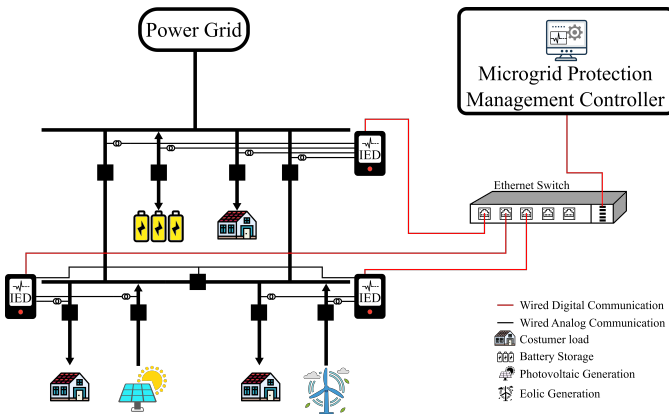 Power Grid
Microgrid Protection
Management Controller
IED
Ethernet Switch
IED
IED
Wired Digital Communication
Wired Analog Communication
Costumer load
Battery Storage
Photovoltaic Generation
Eolic Generation